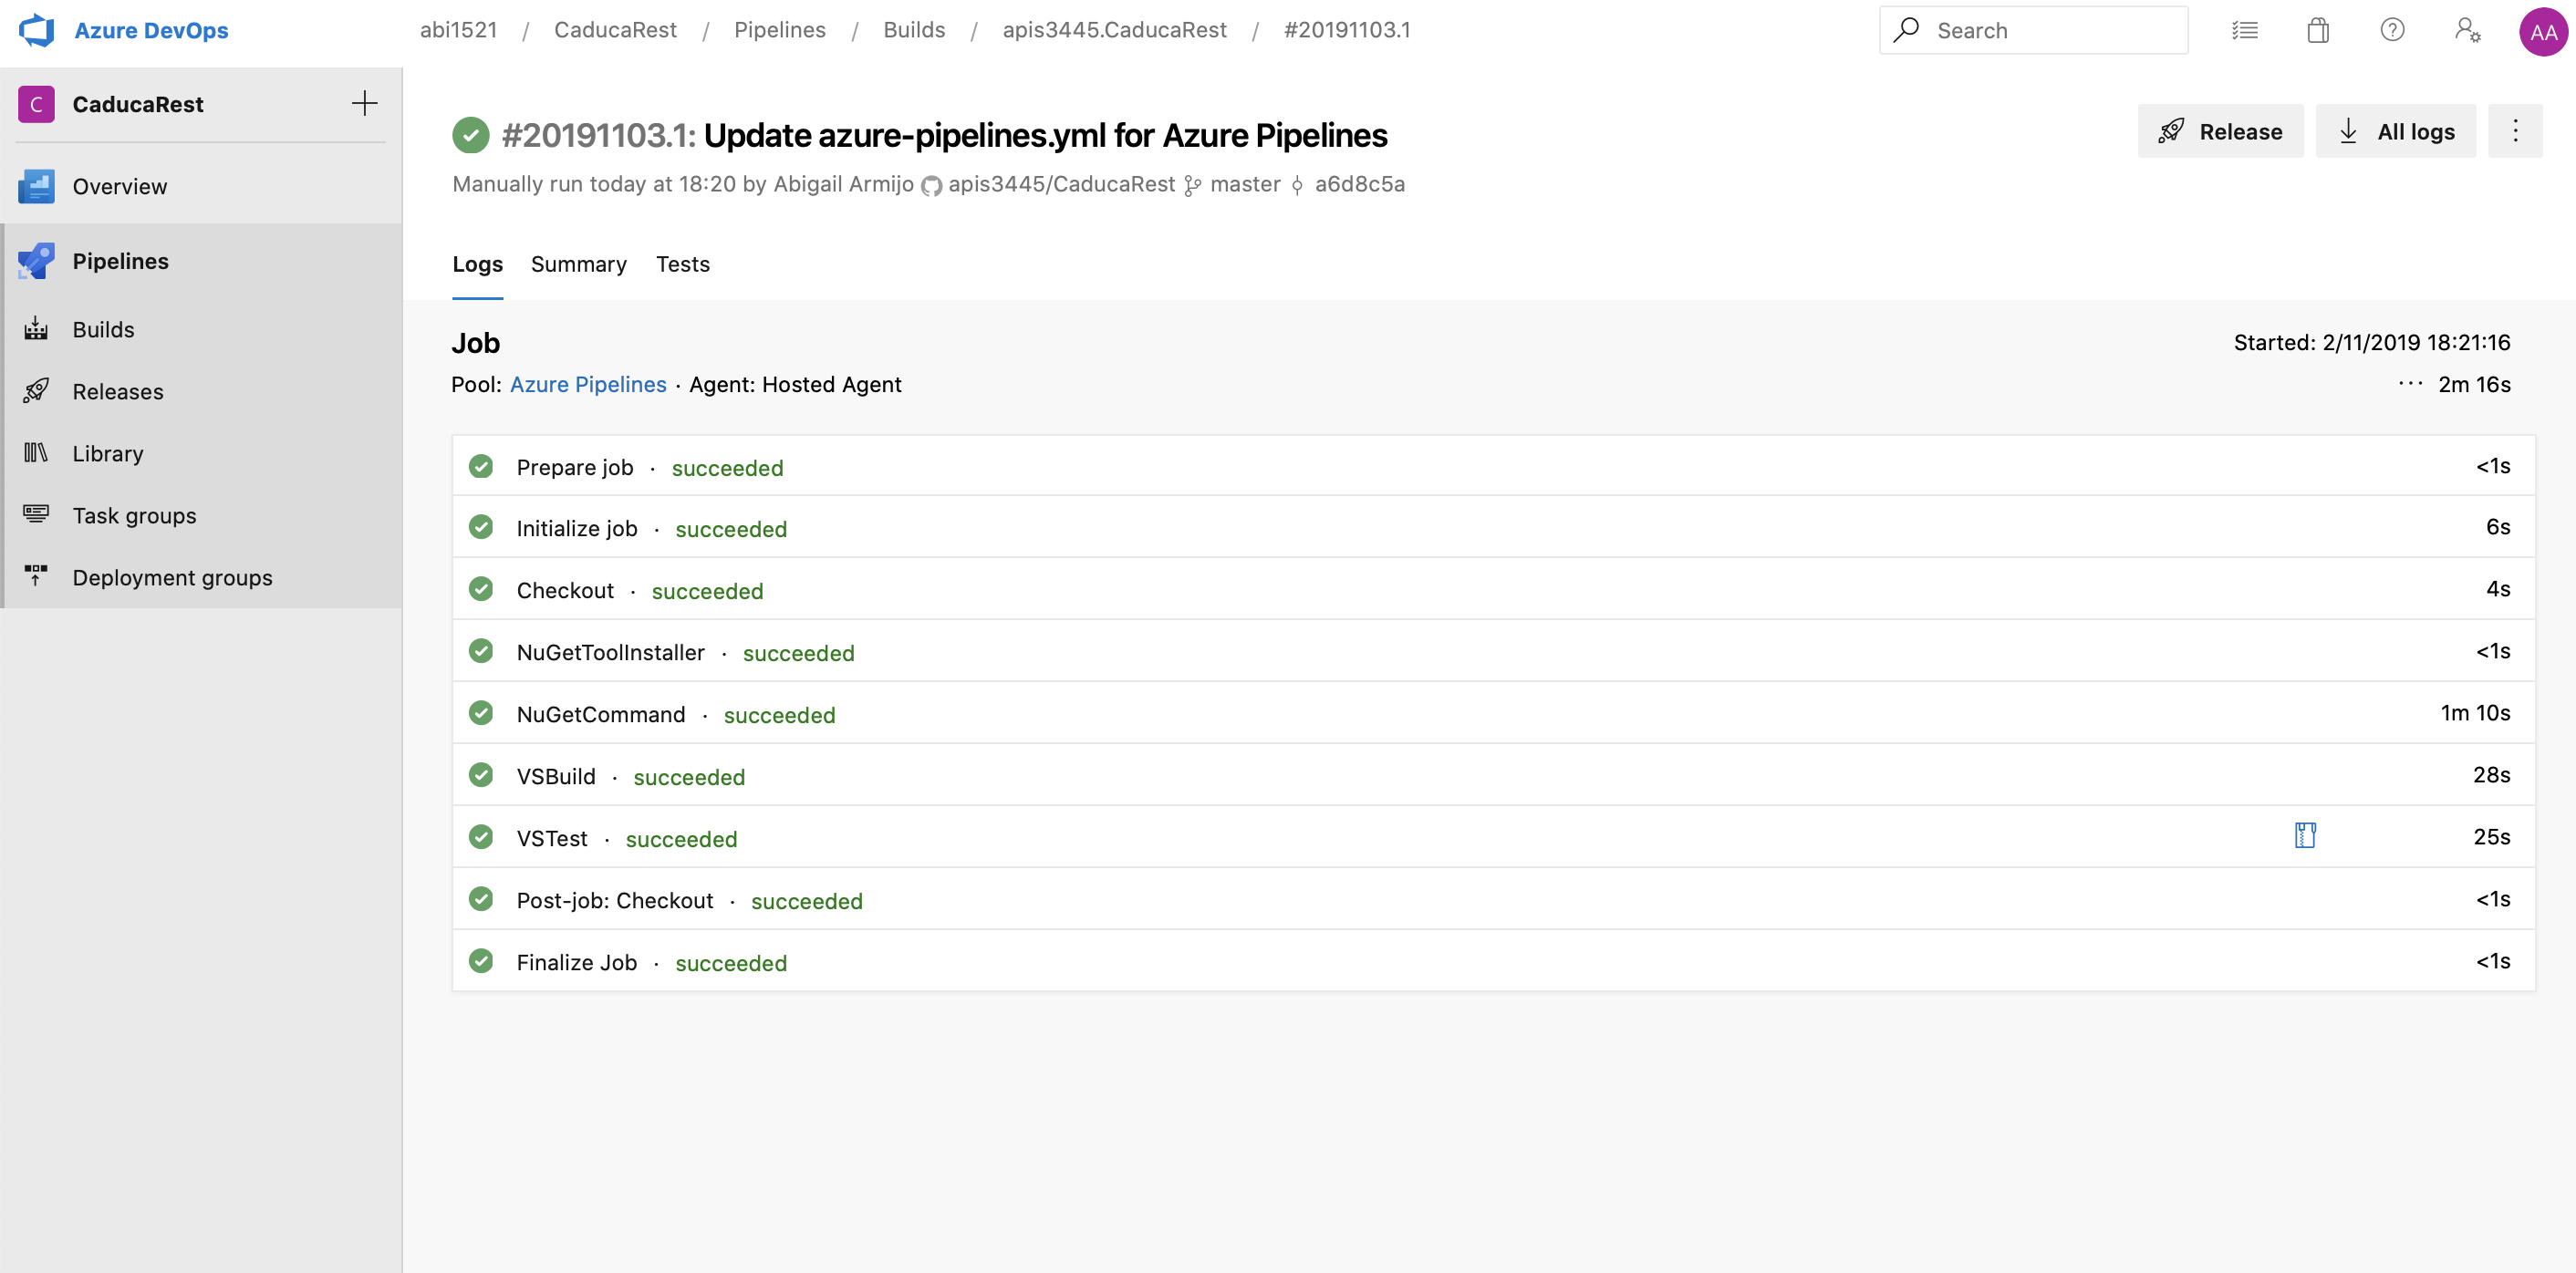 Azure DevOps
abi1521 / CaducaRest / Pipelines / Builds / apis3445.CaducaRest / #20191103.1
Search
AA
C CaducaRest
Overview
Pipelines
Builds
Releases
Library
Task groups
Deployment groups
#20191103.1: Update azure-pipelines.yml for Azure Pipelines
Release
All logs
Manually run today at 18:20 by Abigail Armijo apis3445/CaducaRest master a6d8c5a
Logs Summary Tests
Job
Started: 2/11/2019 18:21:16
Pool: Azure Pipelines · Agent: Hosted Agent
··· 2m 16s
Prepare job · succeeded <1s
Initialize job · succeeded 6s
Checkout · succeeded 4s
NuGetToolInstaller · succeeded <1s
NuGetCommand · succeeded 1m 10s
VSBuild · succeeded 28s
VSTest · succeeded 25s
Post-job: Checkout · succeeded <1s
Finalize Job · succeeded <1s